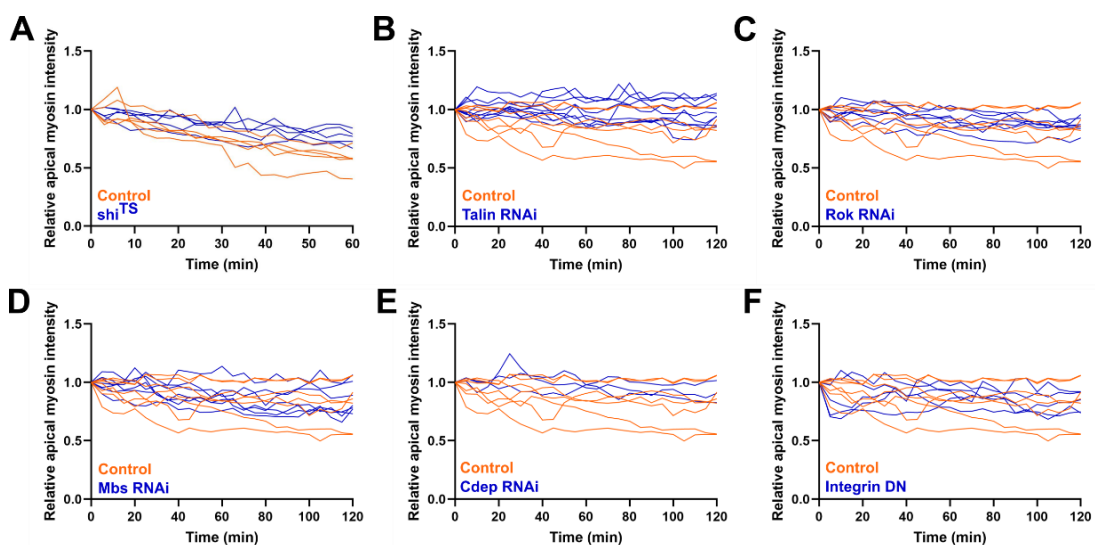 A
Relative apical myosin intensity
1.5
1.0
0.5
0.0
Control
shiTS
0 10 20 30 40 50 60
Time (min)
B
Relative apical myosin intensity
1.5
1.0
0.5
0.0
Control
Talin RNAi
0 20 40 60 80 100 120
Time (min)
C
Relative apical myosin intensity
1.5
1.0
0.5
0.0
Control
Rok RNAi
0 20 40 60 80 100 120
Time (min)
D
Relative apical myosin intensity
1.5
1.0
0.5
0.0
Control
Mbs RNAi
0 20 40 60 80 100 120
Time (min)
E
Relative apical myosin intensity
1.5
1.0
0.5
0.0
Control
Cdep RNAi
0 20 40 60 80 100 120
Time (min)
F
Relative apical myosin intensity
1.5
1.0
0.5
0.0
Control
Integrin DN
0 20 40 60 80 100 120
Time (min)